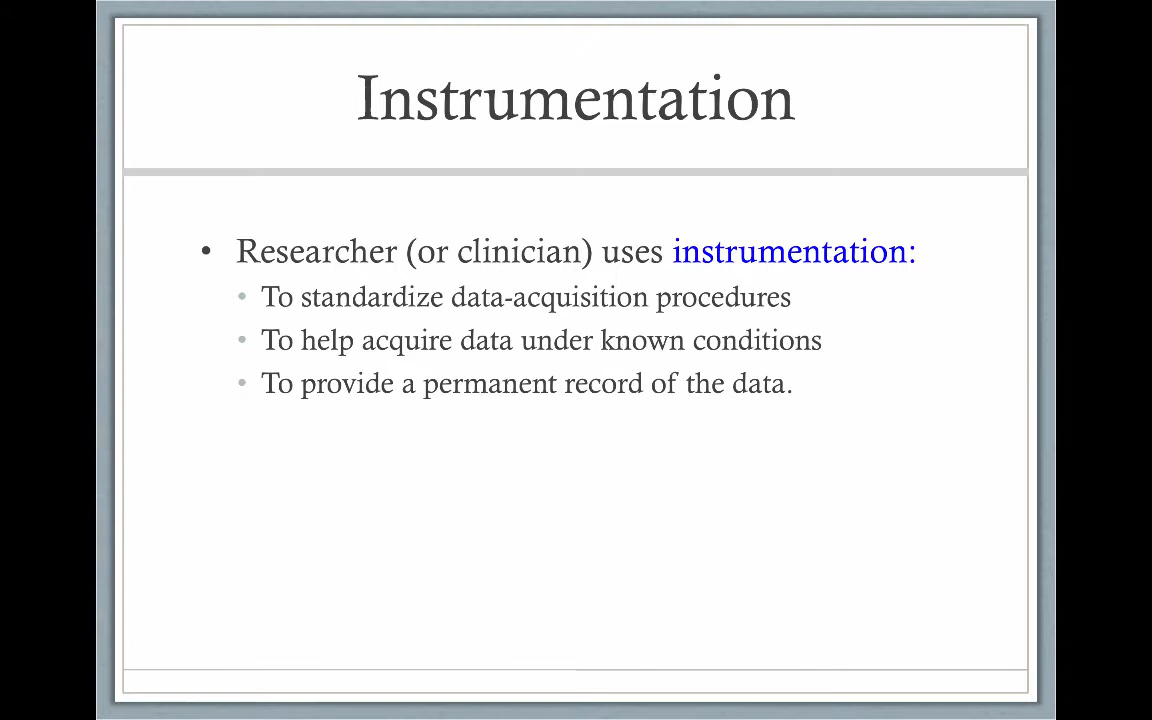 Instrumentation
• Researcher (or clinician) uses instrumentation:
• To standardize data-acquisition procedures
• To help acquire data under known conditions
• To provide a permanent record of the data.